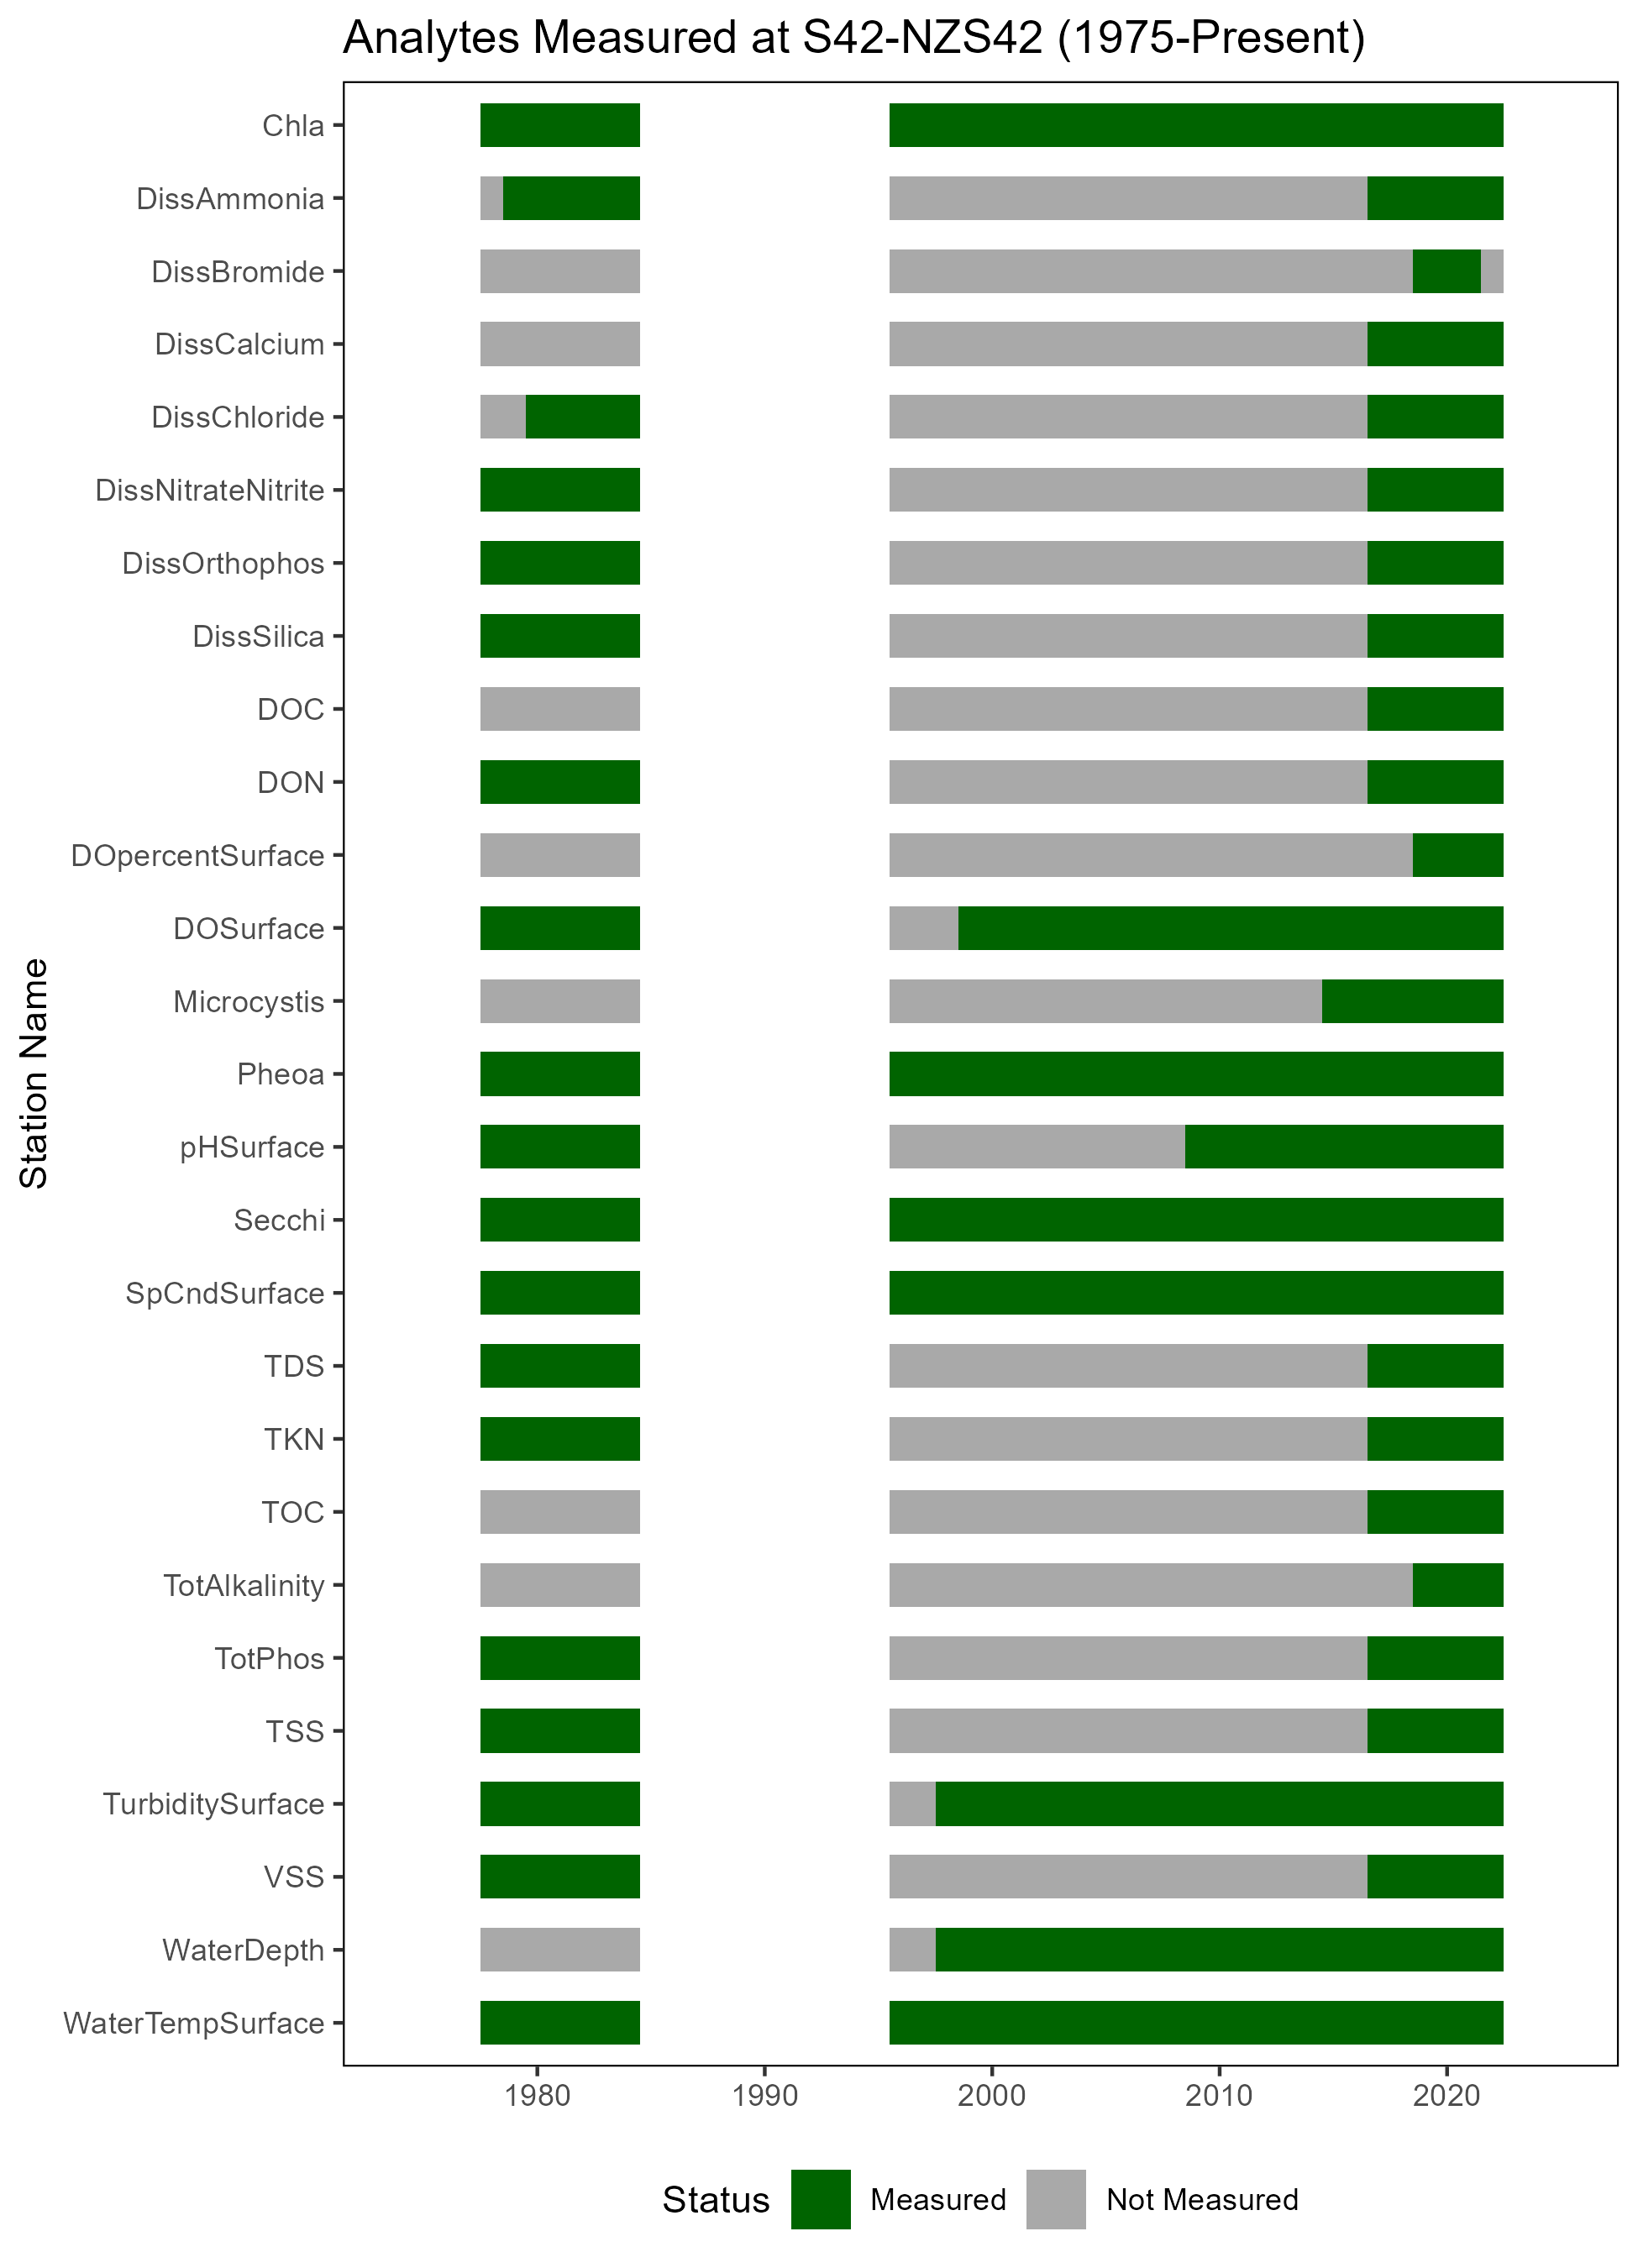 Analytes Measured at S42-NZS42 (1975-Present)
Chla
DissAmmonia
DissBromide
DissCalcium
DissChloride
DissNitrateNitrite
DissOrthophos
DissSilica
DOC
DON
DOpercentSurface
DOSurface
Microcystis
Pheoa
pHSurface
Secchi
SpCndSurface
TDS
TKN
TOC
TotAlkalinity
TotPhos
TSS
TurbiditySurface
VSS
WaterDepth
WaterTempSurface
Station Name
1980 1990 2000 2010 2020
Status Measured Not Measured